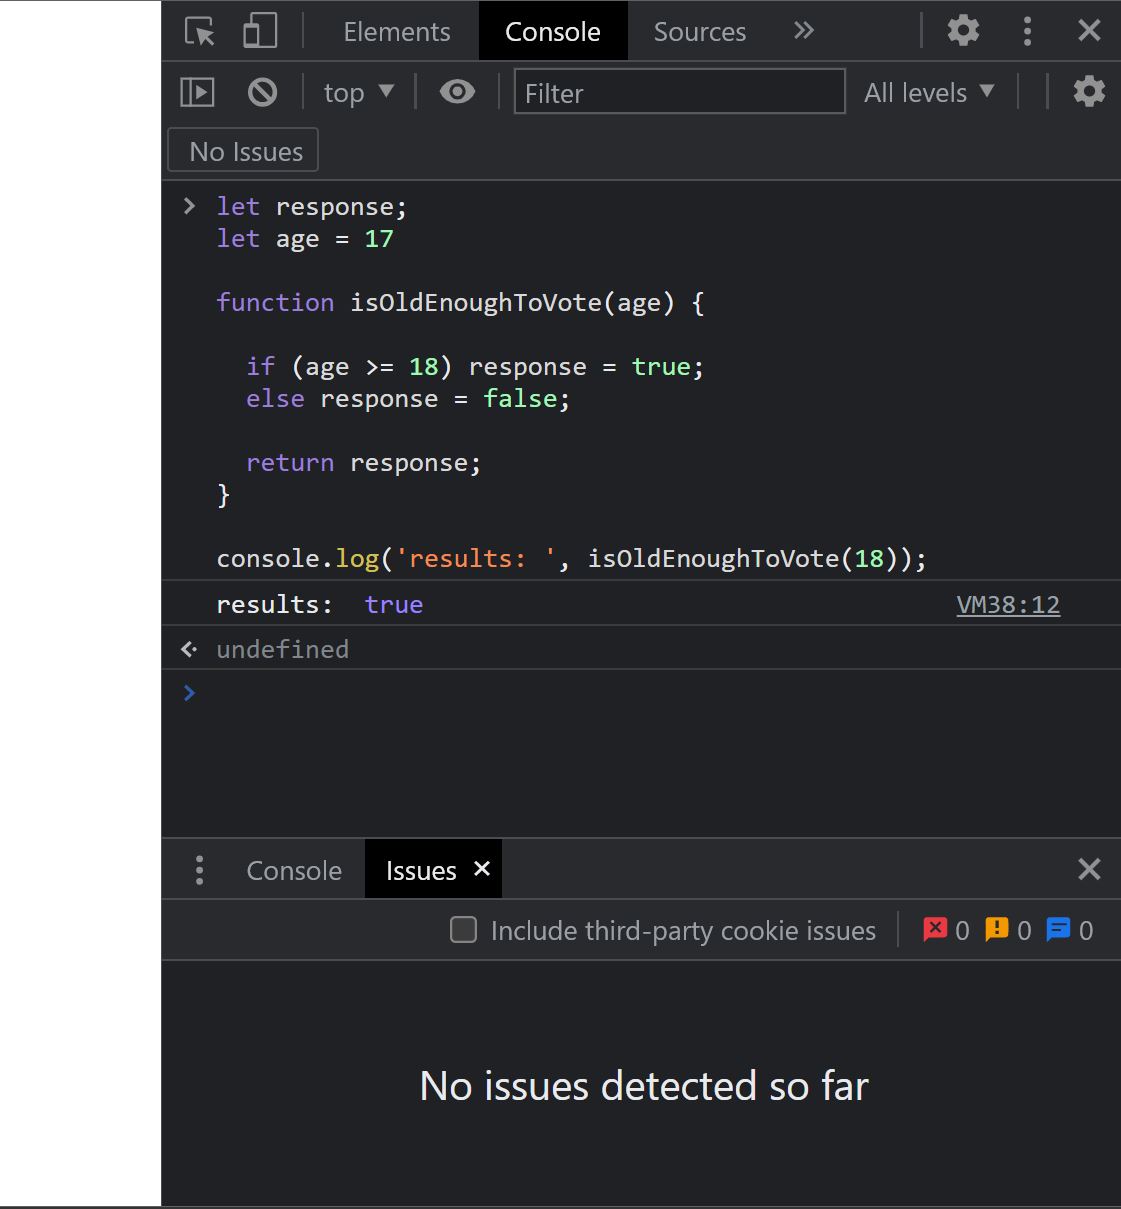 Elements Console Sources
top Filter All levels
No Issues
let response;
let age = 17
function isOldEnoughToVote(age) {
if (age >= 18) response = true;
else response = false;
return response;
}
console.log('results: ', isOldEnoughToVote(18));
results:  true VM38:12
undefined
Console Issues
Include third-party cookie issues 0 0 0
No issues detected so far